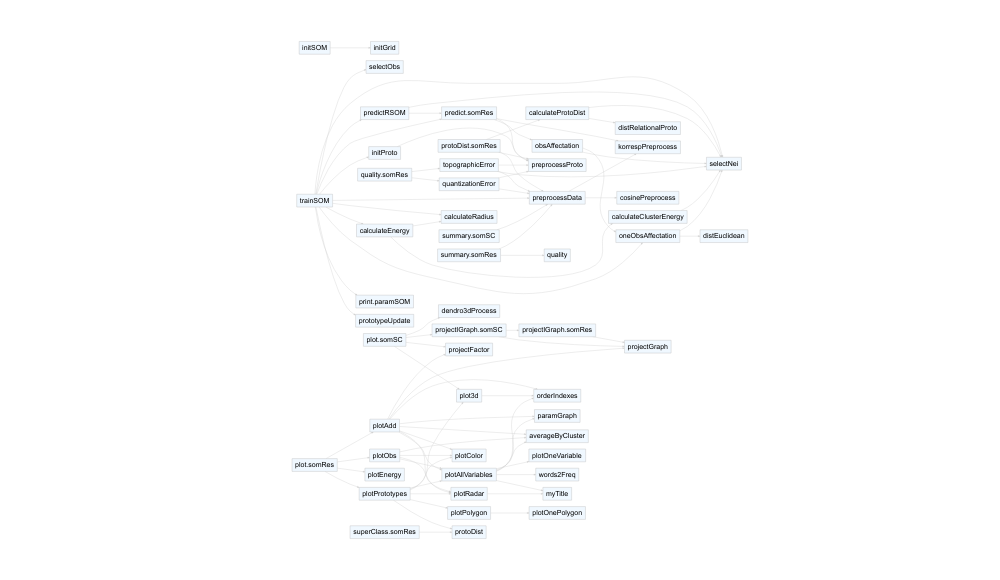 initSOM
initGrid
selectObs
predictRSOM
predict.somRes
calculateProtoDist
distRelationalProto
protoDist.somRes
obsAffectation
korrespPreprocess
initProto
topographicError
preprocessProto
selectNei
quality.somRes
quantizationError
trainSOM
preprocessData
cosinePreprocess
calculateRadius
calculateClusterEnergy
calculateEnergy
summary.somSC
oneObsAffectation
distEuclidean
summary.somRes
quality
print.paramSOM
dendro3dProcess
prototypeUpdate
projectIGraph.somSC
projectIGraph.somRes
plot.somSC
projectFactor
projectGraph
plot3d
orderIndexes
paramGraph
plotAdd
averageByCluster
plotObs
plotColor
plotOneVariable
plot.somRes
plotEnergy
plotAllVariables
words2Freq
plotPrototypes
plotRadar
myTitle
plotPolygon
plotOnePolygon
superClass.somRes
protoDist